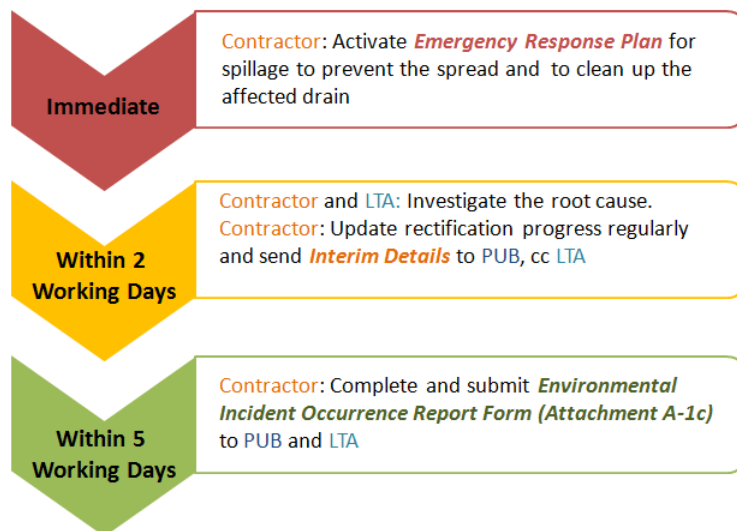 Immediate
Contractor: Activate Emergency Response Plan for
spillage to prevent the spread and to clean up the
affected drain
Within 2
Working Days
Contractor and LTA: Investigate the root cause.
Contractor: Update rectification progress regularly
and send Interim Details to PUB, cc LTA
Within 5
Working Days
Contractor: Complete and submit Environmental
Incident Occurrence Report Form (Attachment A-1c)
to PUB and LTA